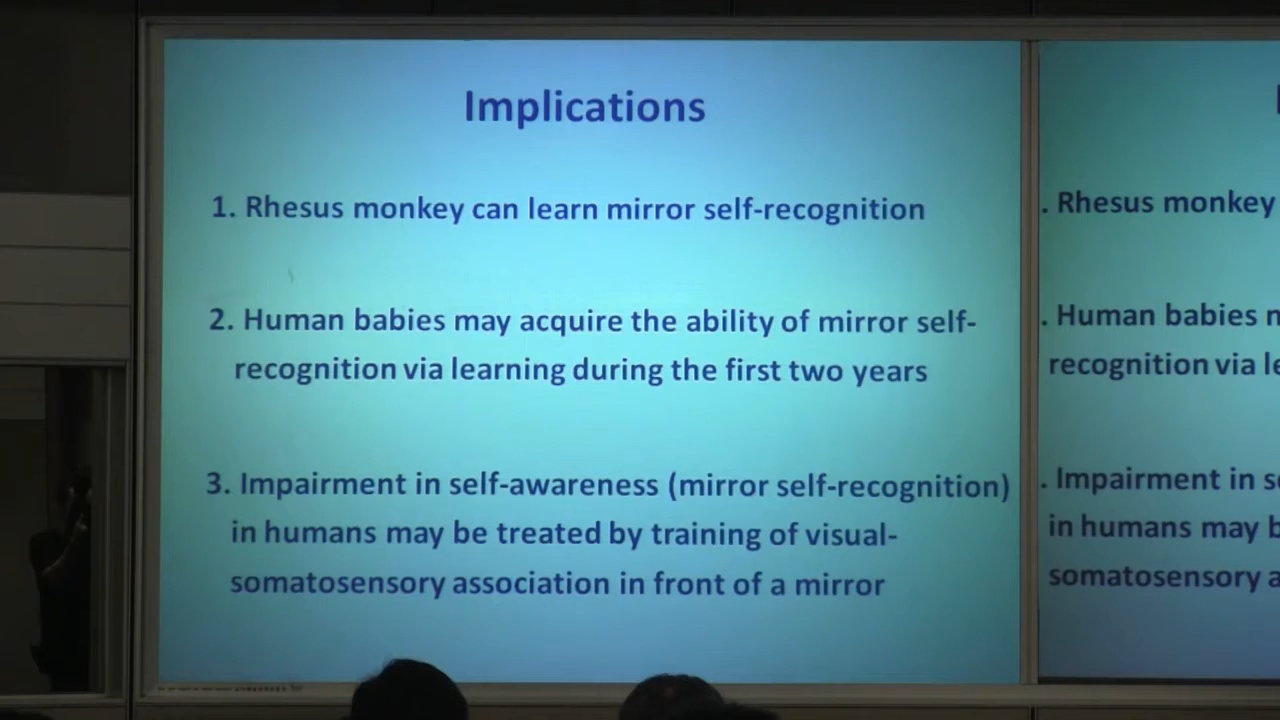 Implications
1. Rhesus monkey can learn mirror self-recognition
2. Human babies may acquire the ability of mirror self-
recognition via learning during the first two years
3. Impairment in self-awareness (mirror self-recognition)
in humans may be treated by training of visual-
somatosensory association in front of a mirror
. Rhesus monkey
. Human babies
recognition via
. Impairment in
in humans may
somatosensory